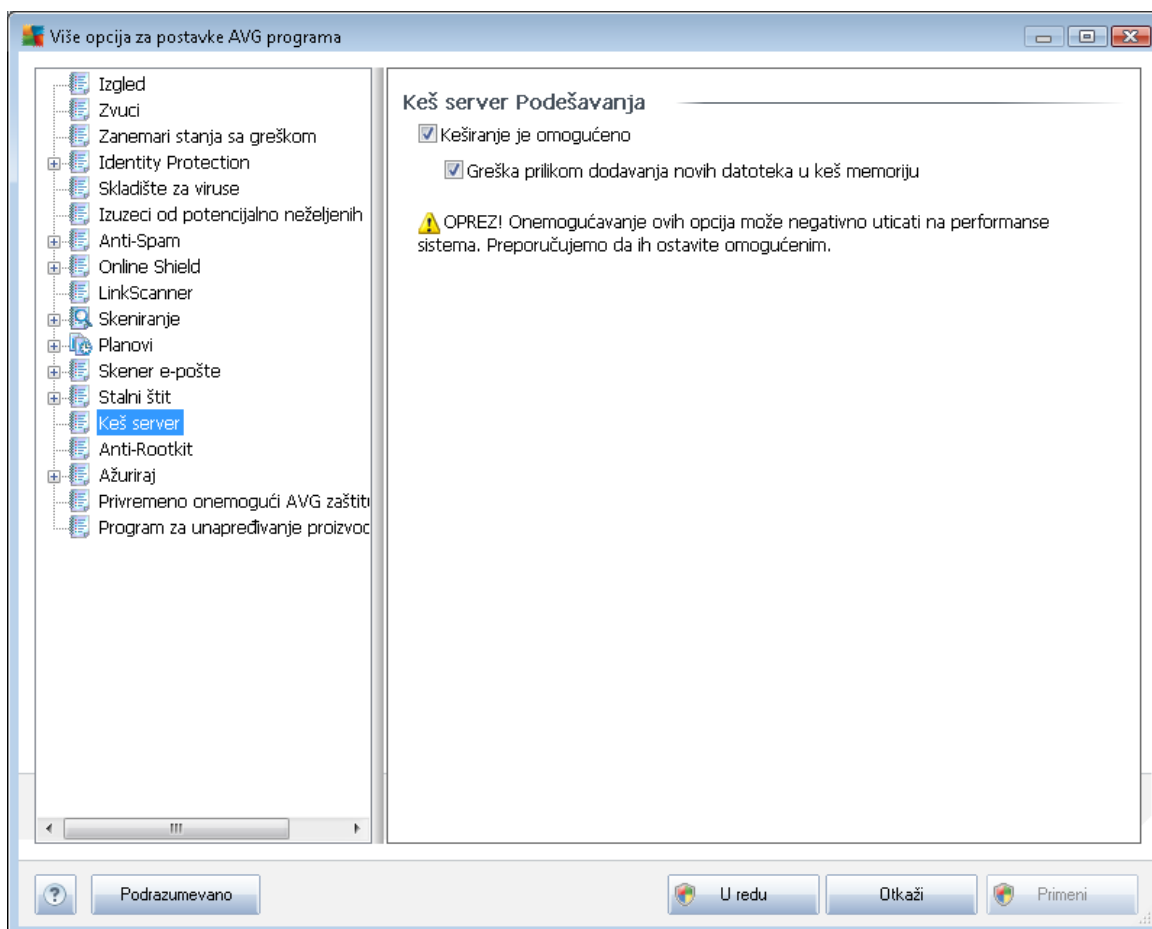 Više opcija za postavke AVG programa
Izgled
Zvuci
Zanemari stanja sa greškom
Identity Protection
Skladište za viruse
Izuzeci od potencijalno neželjenih
Anti-Spam
Online Shield
LinkScanner
Skeniranje
Planovi
Skener e-pošte
Stalni štit
Keš server
Anti-Rootkit
Ažuriraj
Privremeno onemogući AVG zaštitu
Program za unapređivanje proizvod
Keš server Podešavanja
Keširanje je omogućeno
Greška prilikom dodavanja novih datoteka u keš memoriju
OPREZ! Onemogućavanje ovih opcija može negativno uticati na performanse
sistema. Preporučujemo da ih ostavite omogućenim.
?
Podrazumevano
U redu
Otkaži
Primeni